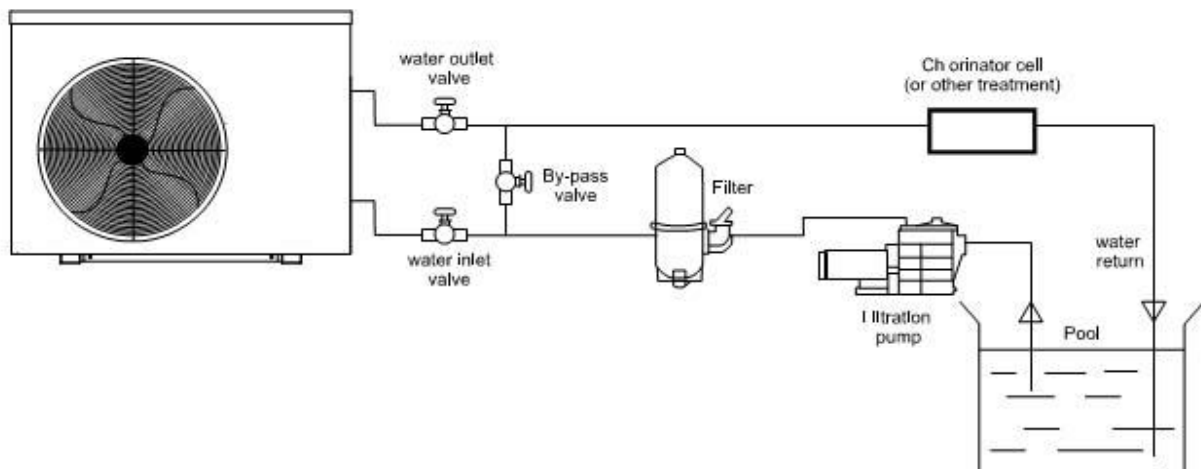 water outlet
valve
Ch orinator cell
(or other treatment)
By-pass
valve
Filter
water inlet
valve
water
return
I iltration
pump
Pool